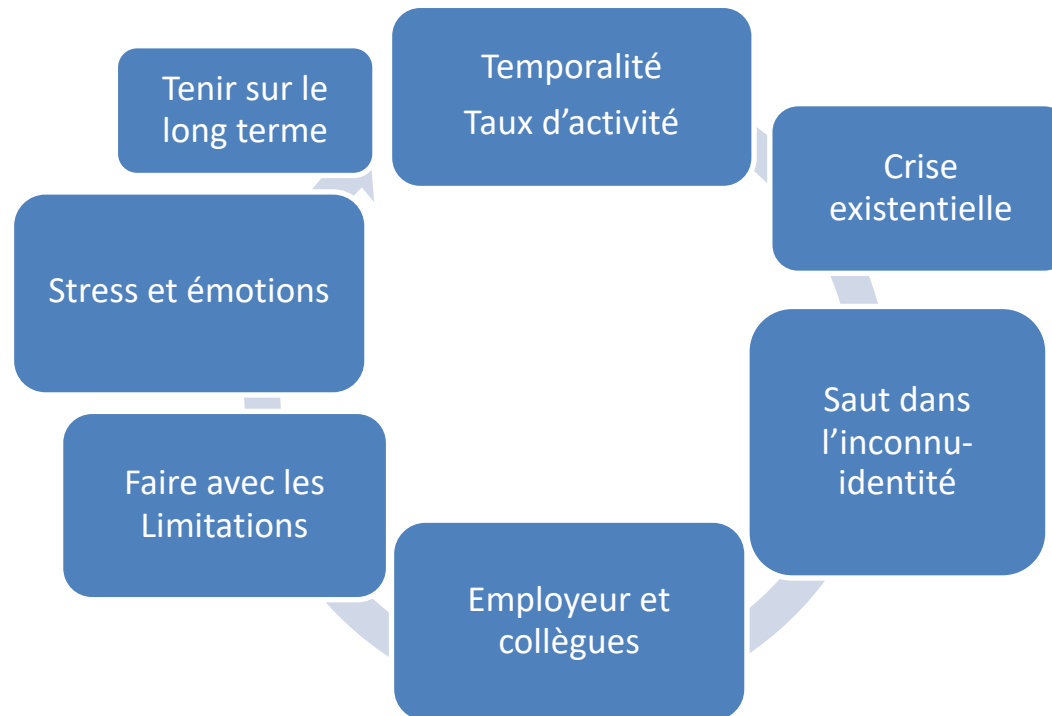 Temporalité
Taux d’activité
Crise
existentielle
Saut dans
l’inconnu-
identité
Employeur et
collègues
Faire avec les
Limitations
Stress et émotions
Tenir sur le
long terme